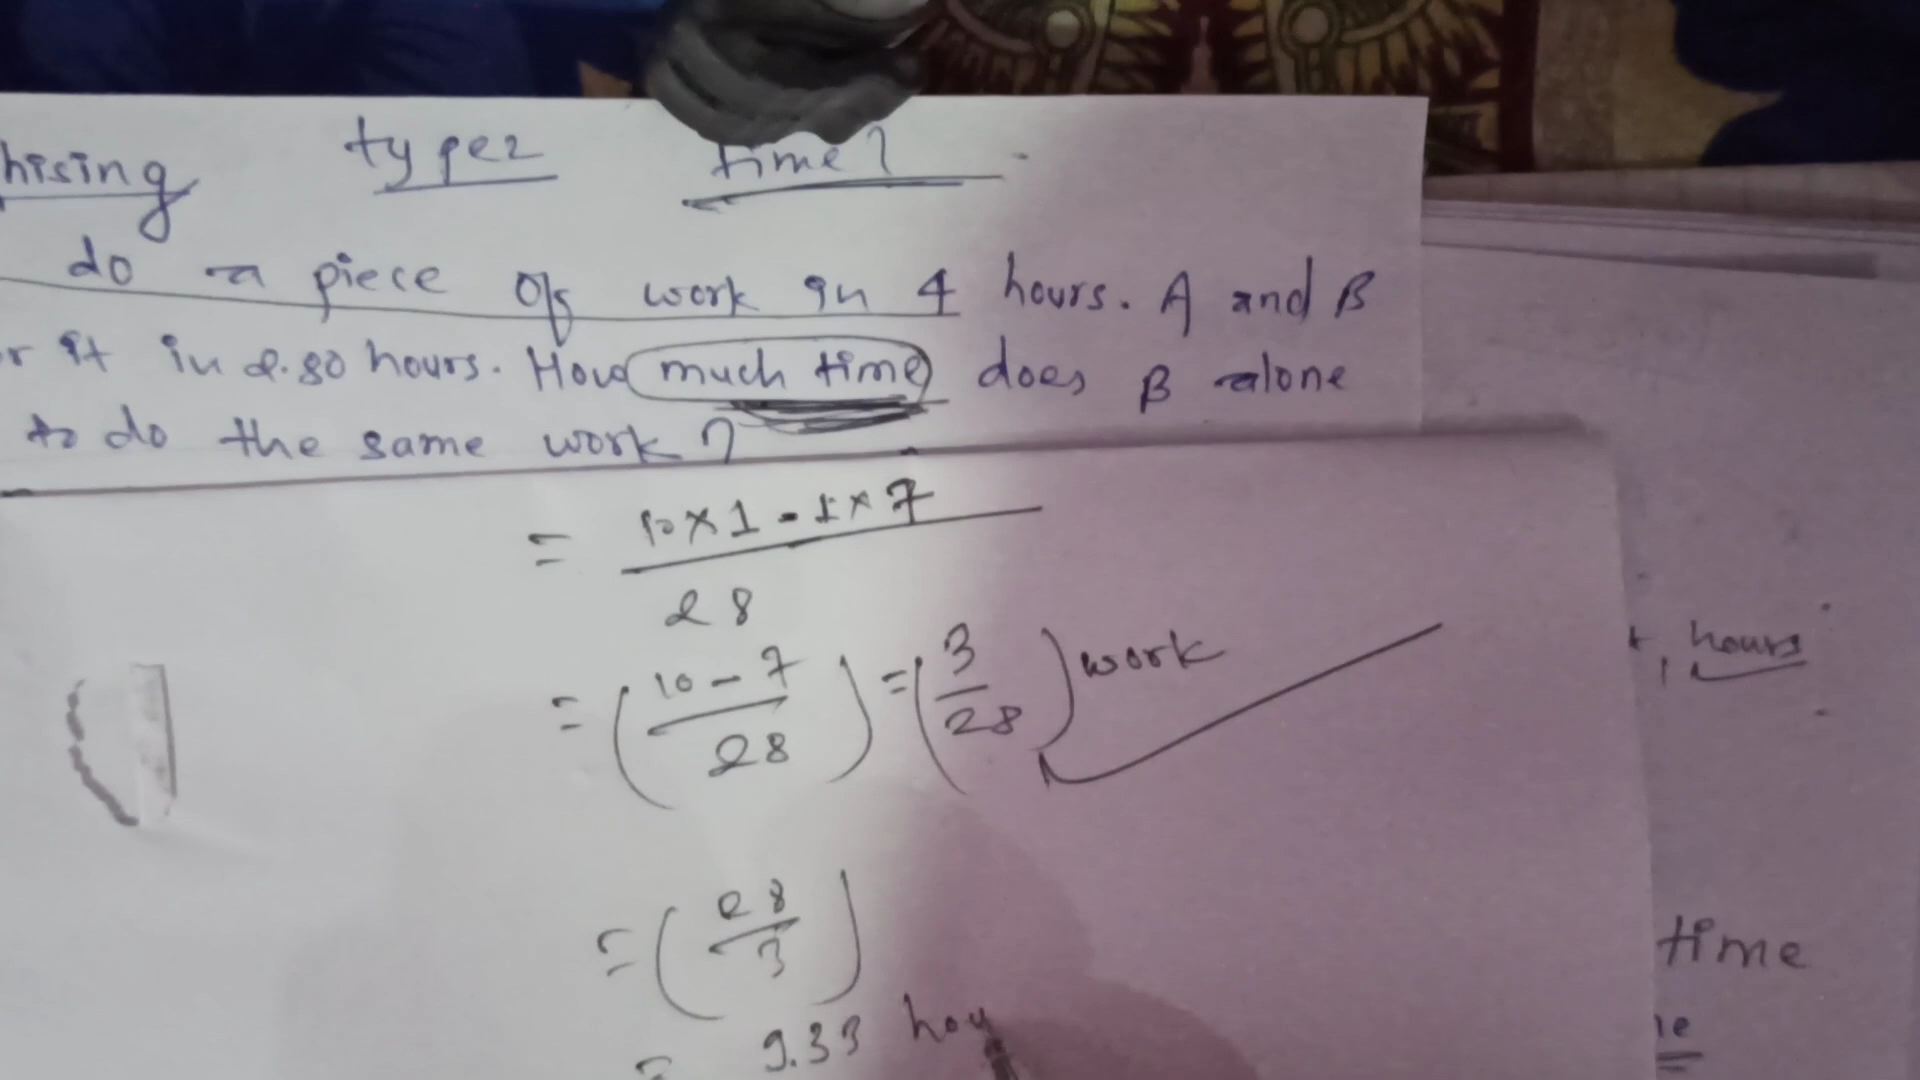 hising type2 time?
do a piece of work in 4 hours. A and B
r it in 2.80 hours. How much time does B alone
to do the same work?
= 10×1-1×7
28
= (10-7/28) = (3/28) work
, hours
= (28/3)
time
= 9.33 hou